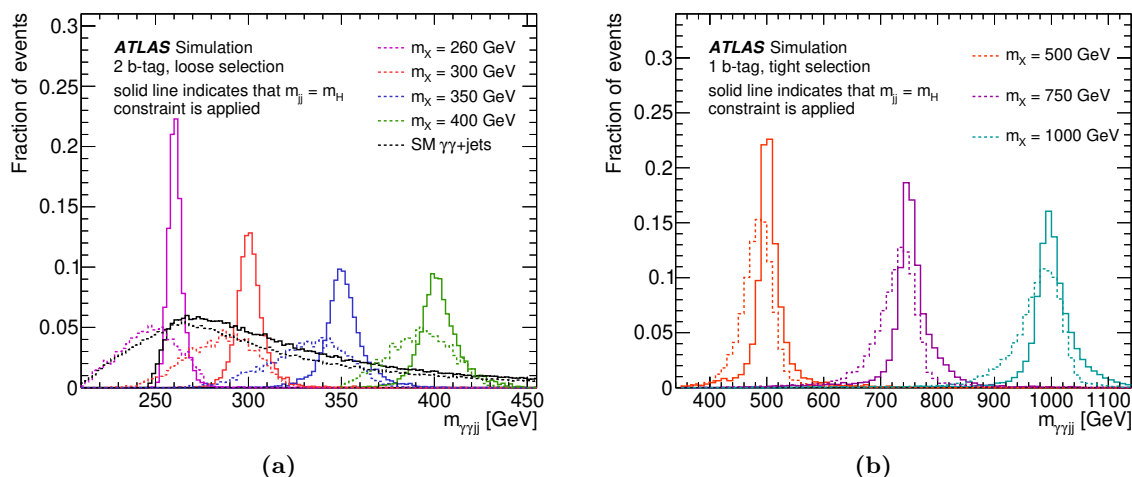 Fraction of events
0.3
0.25
0.2
0.15
0.1
0.05
0
ATLAS Simulation
2 b-tag, loose selection
solid line indicates that m_jj = m_H
constraint is applied
m_X = 260 GeV
m_X = 300 GeV
m_X = 350 GeV
m_X = 400 GeV
SM γγ+jets
250 300 350 400 450
m_γγjj [GeV]
(a)
Fraction of events
0.3
0.25
0.2
0.15
0.1
0.05
0
ATLAS Simulation
1 b-tag, tight selection
solid line indicates that m_jj = m_H
constraint is applied
m_X = 500 GeV
m_X = 750 GeV
m_X = 1000 GeV
400 500 600 700 800 900 1000 1100
m_γγjj [GeV]
(b)